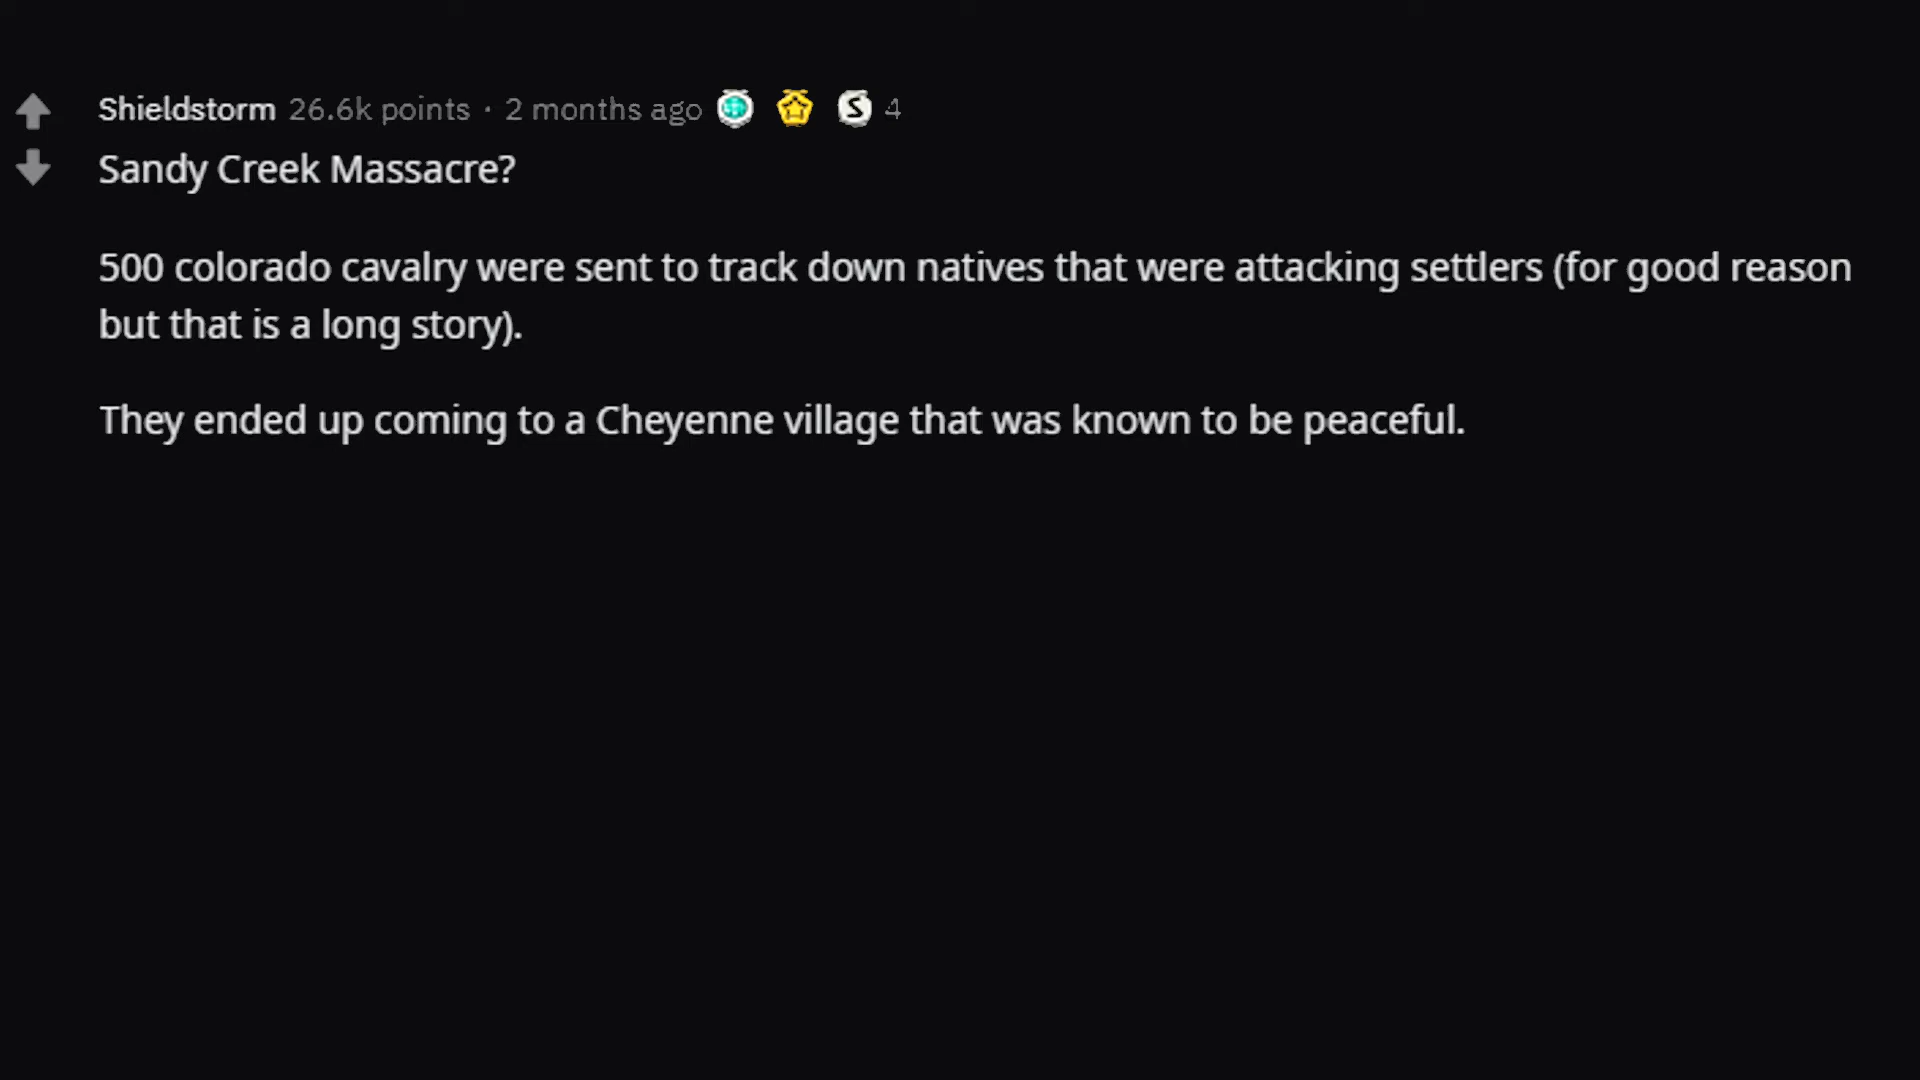 Shieldstorm 26.6k points · 2 months ago 4
Sandy Creek Massacre?
500 colorado cavalry were sent to track down natives that were attacking settlers (for good reason
but that is a long story).
They ended up coming to a Cheyenne village that was known to be peaceful.